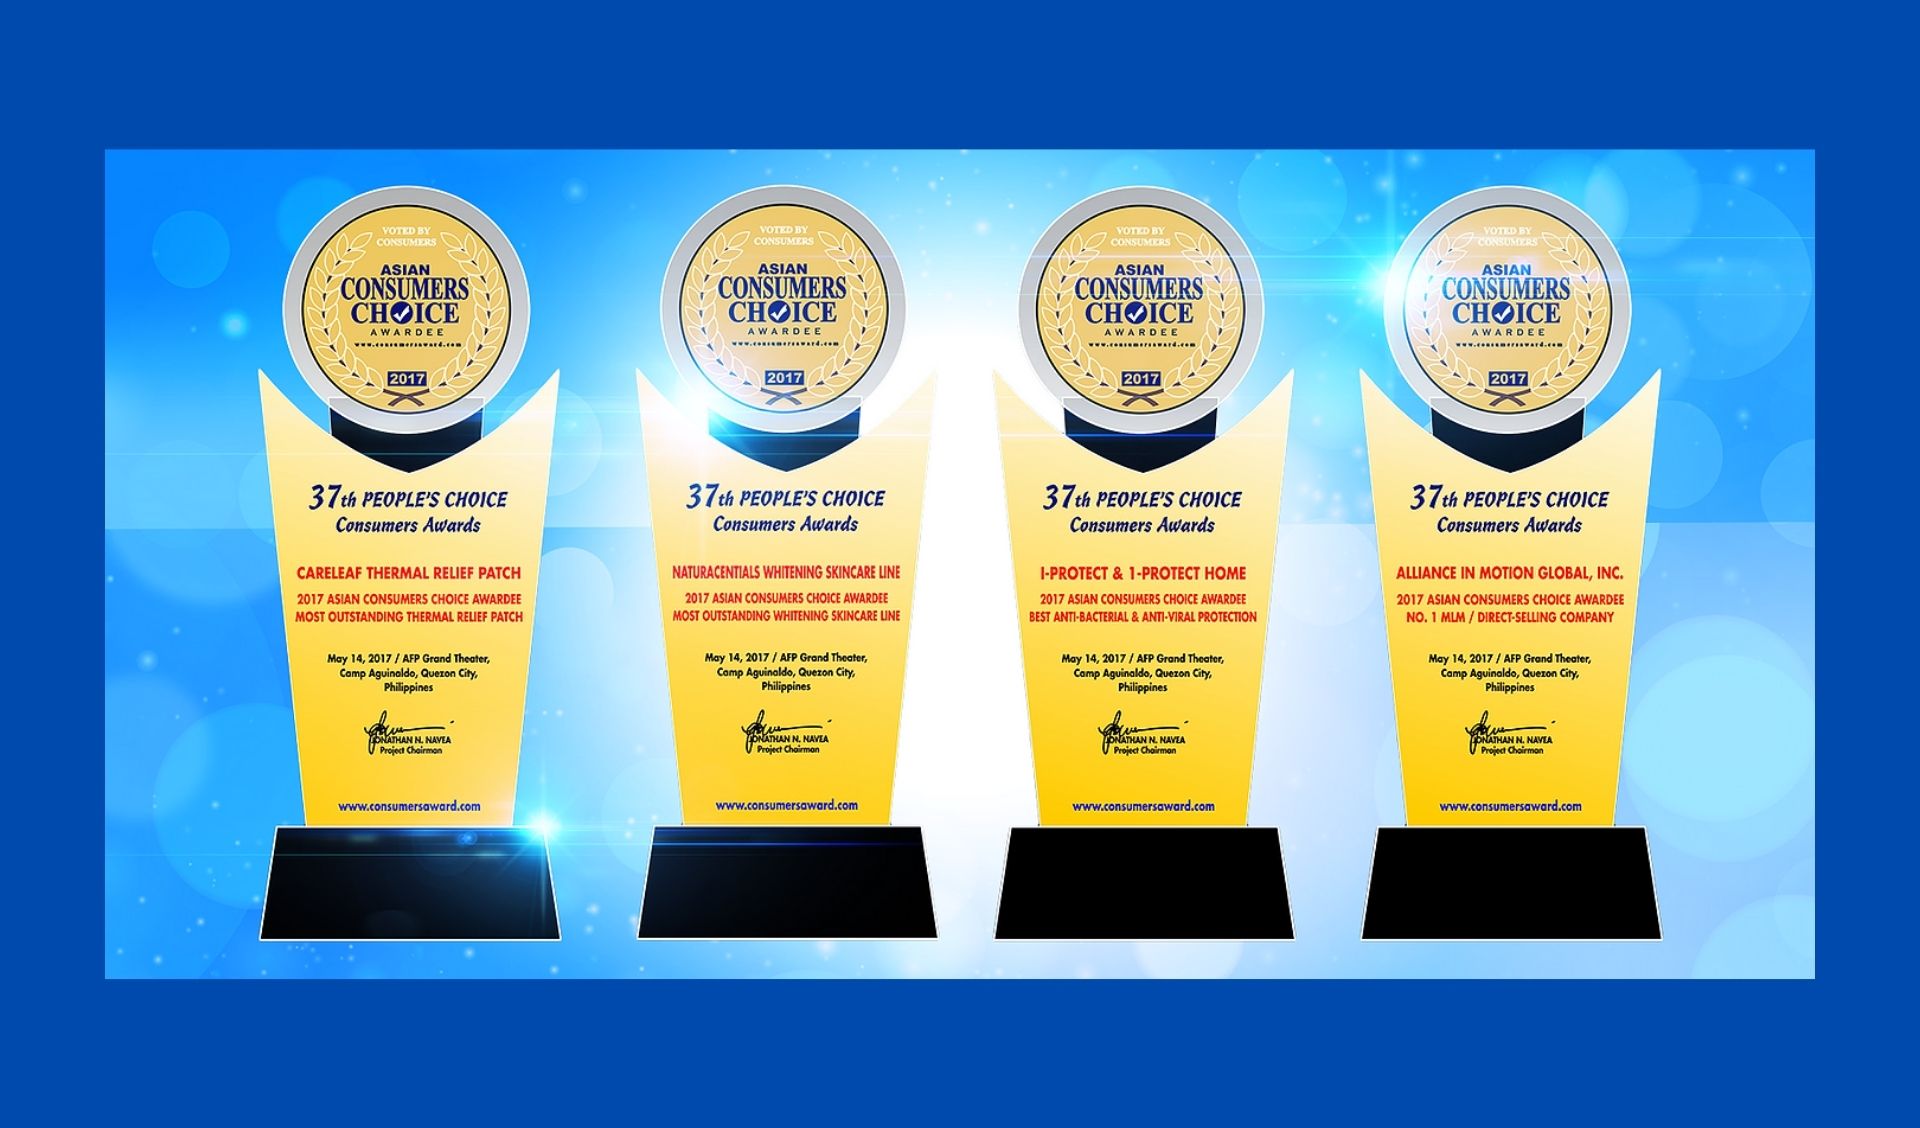 VOTED BY
CONSUMERS
ASIAN
CONSUMERS
CHOICE
AWARDEE
www.consumersaward.com
2017
37th PEOPLE'S CHOICE
Consumers Awards
CARELEAF THERMAL RELIEF PATCH
2017 ASIAN CONSUMERS CHOICE AWARDEE
MOST OUTSTANDING THERMAL RELIEF PATCH
May 14, 2017 / AFP Grand Theater,
Camp Aguinaldo, Quezon City,
Philippines
JONATHAN N. NAVEA
Project Chairman
www.consumersaward.com
VOTED BY
CONSUMERS
ASIAN
CONSUMERS
CHOICE
AWARDEE
www.consumersaward.com
2017
37th PEOPLE'S CHOICE
Consumers Awards
NATURACENTIALS WHITENING SKINCARE LINE
2017 ASIAN CONSUMERS CHOICE AWARDEE
MOST OUTSTANDING WHITENING SKINCARE LINE
May 14, 2017 / AFP Grand Theater,
Camp Aguinaldo, Quezon City,
Philippines
JONATHAN N. NAVEA
Project Chairman
www.consumersaward.com
VOTED BY
CONSUMERS
ASIAN
CONSUMERS
CHOICE
AWARDEE
www.consumersaward.com
2017
37th PEOPLE'S CHOICE
Consumers Awards
I-PROTECT & 1-PROTECT HOME
2017 ASIAN CONSUMERS CHOICE AWARDEE
BEST ANTI-BACTERIAL & ANTI-VIRAL PROTECTION
May 14, 2017 / AFP Grand Theater,
Camp Aguinaldo, Quezon City,
Philippines
JONATHAN N. NAVEA
Project Chairman
www.consumersaward.com
VOTED BY
CONSUMERS
ASIAN
CONSUMERS
CHOICE
AWARDEE
www.consumersaward.com
2017
37th PEOPLE'S CHOICE
Consumers Awards
ALLIANCE IN MOTION GLOBAL, INC.
2017 ASIAN CONSUMERS CHOICE AWARDEE
NO. 1 MLM / DIRECT-SELLING COMPANY
May 14, 2017 / AFP Grand Theater,
Camp Aguinaldo, Quezon City,
Philippines
JONATHAN N. NAVEA
Project Chairman
www.consumersaward.com